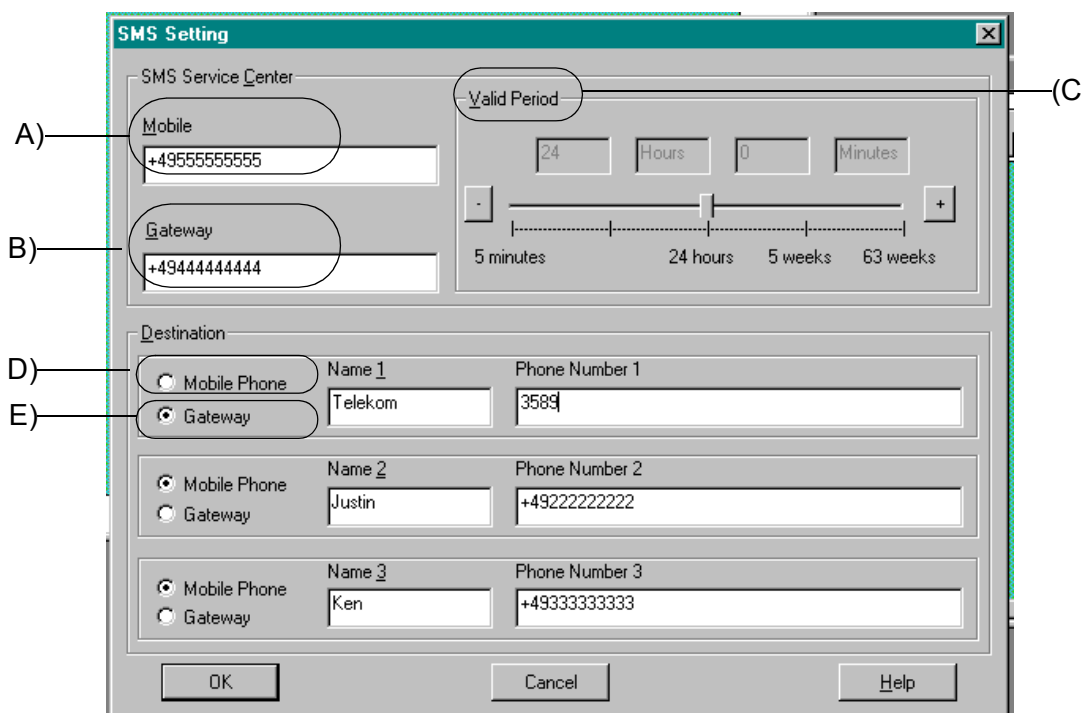 SMS Setting
SMS Service Center
Valid Period
(C
A)
Mobile
+49555555555
24 Hours 0 Minutes
- +
B)
Gateway
+49444444444
5 minutes 24 hours 5 weeks 63 weeks
Destination
D)
Mobile Phone
Name 1
Phone Number 1
E)
Gateway
Telekom
3589
Mobile Phone
Gateway
Name 2
Phone Number 2
Justin
+49222222222
Mobile Phone
Gateway
Name 3
Phone Number 3
Ken
+49333333333
OK Cancel Help